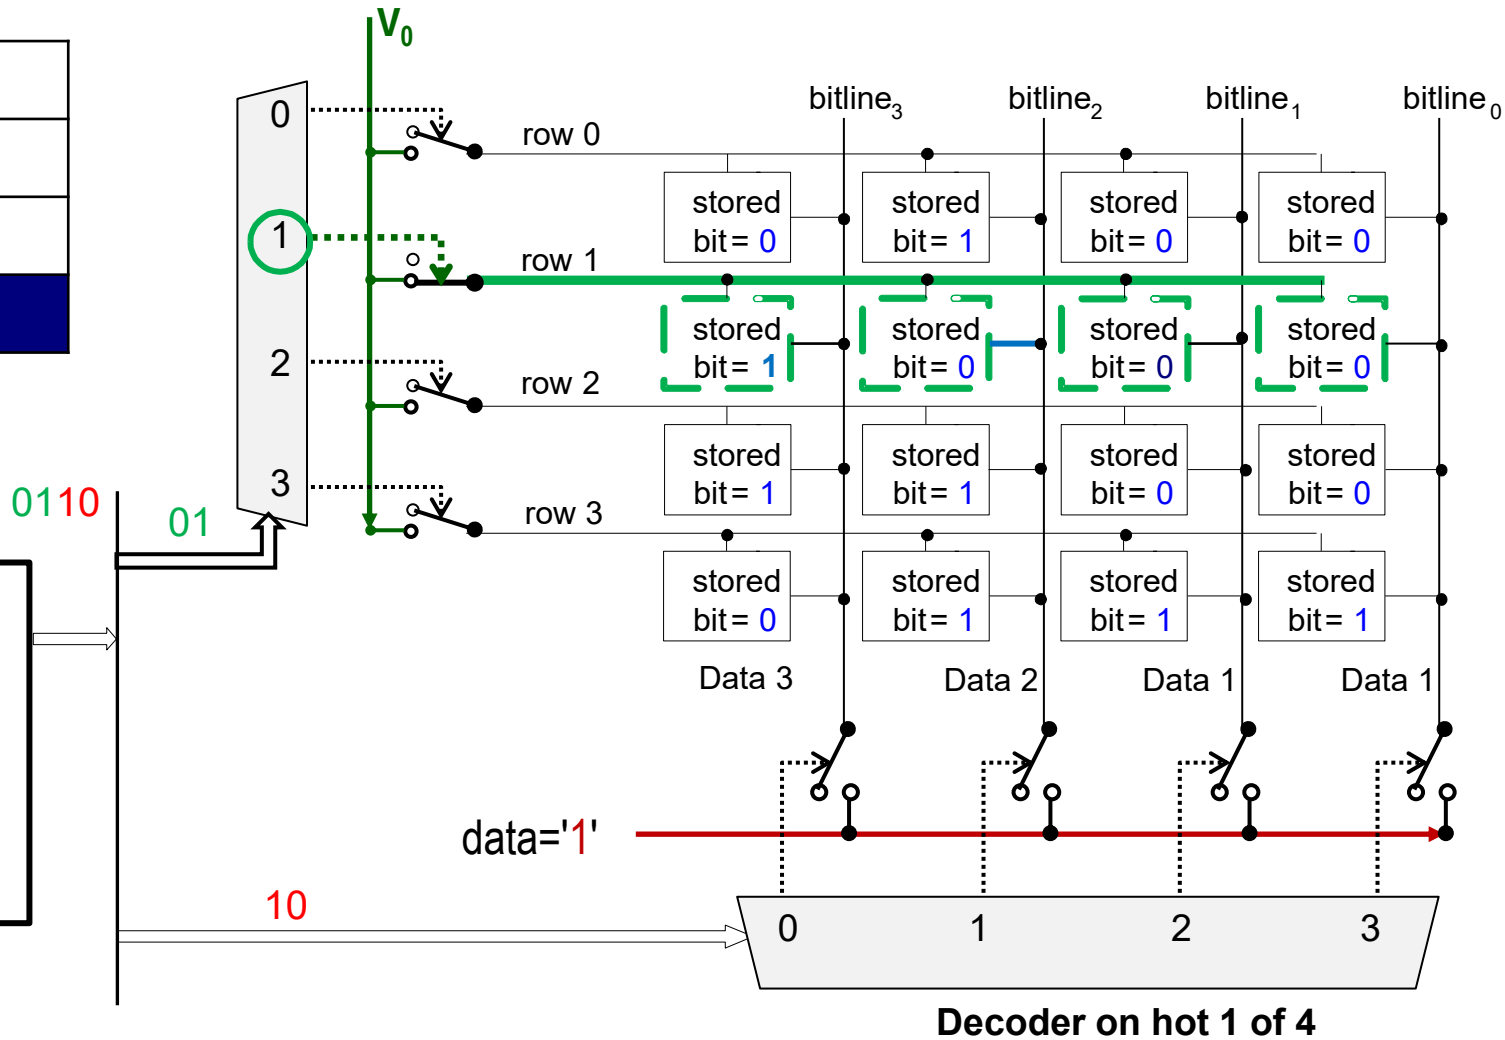 V0
bitline3 bitline2 bitline1 bitline0
0
row 0
stored bit= 0
stored bit= 1
stored bit= 0
stored bit= 0
1
row 1
stored bit= 1
stored bit= 0
stored bit= 0
stored bit= 0
2
row 2
stored bit= 1
stored bit= 1
stored bit= 0
stored bit= 0
3
row 3
0110
01
stored bit= 0
stored bit= 1
stored bit= 1
stored bit= 1
Data 3 Data 2 Data 1 Data 1
data='1'
10
0 1 2 3
Decoder on hot 1 of 4